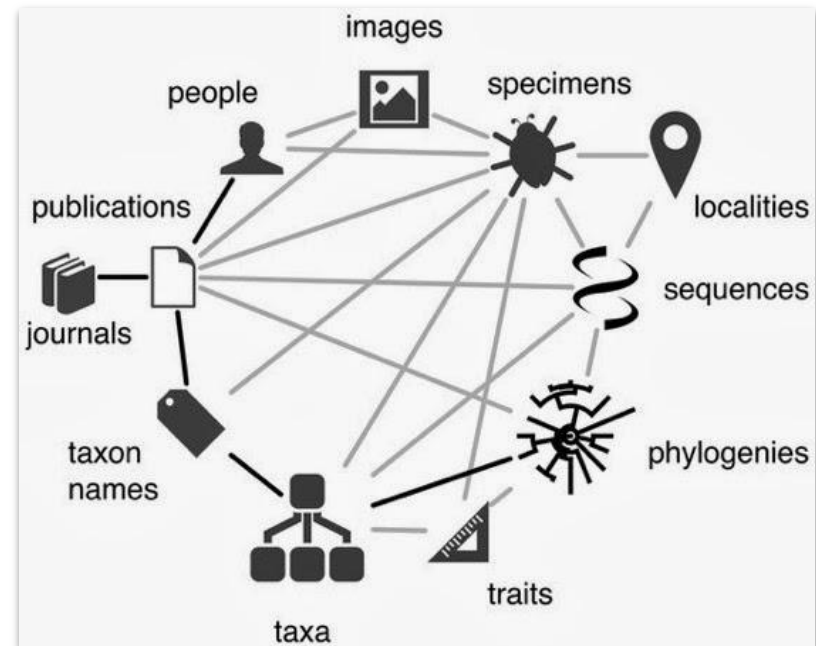 images
people
specimens
publications
localities
sequences
journals
taxon
names
phylogenies
traits
taxa